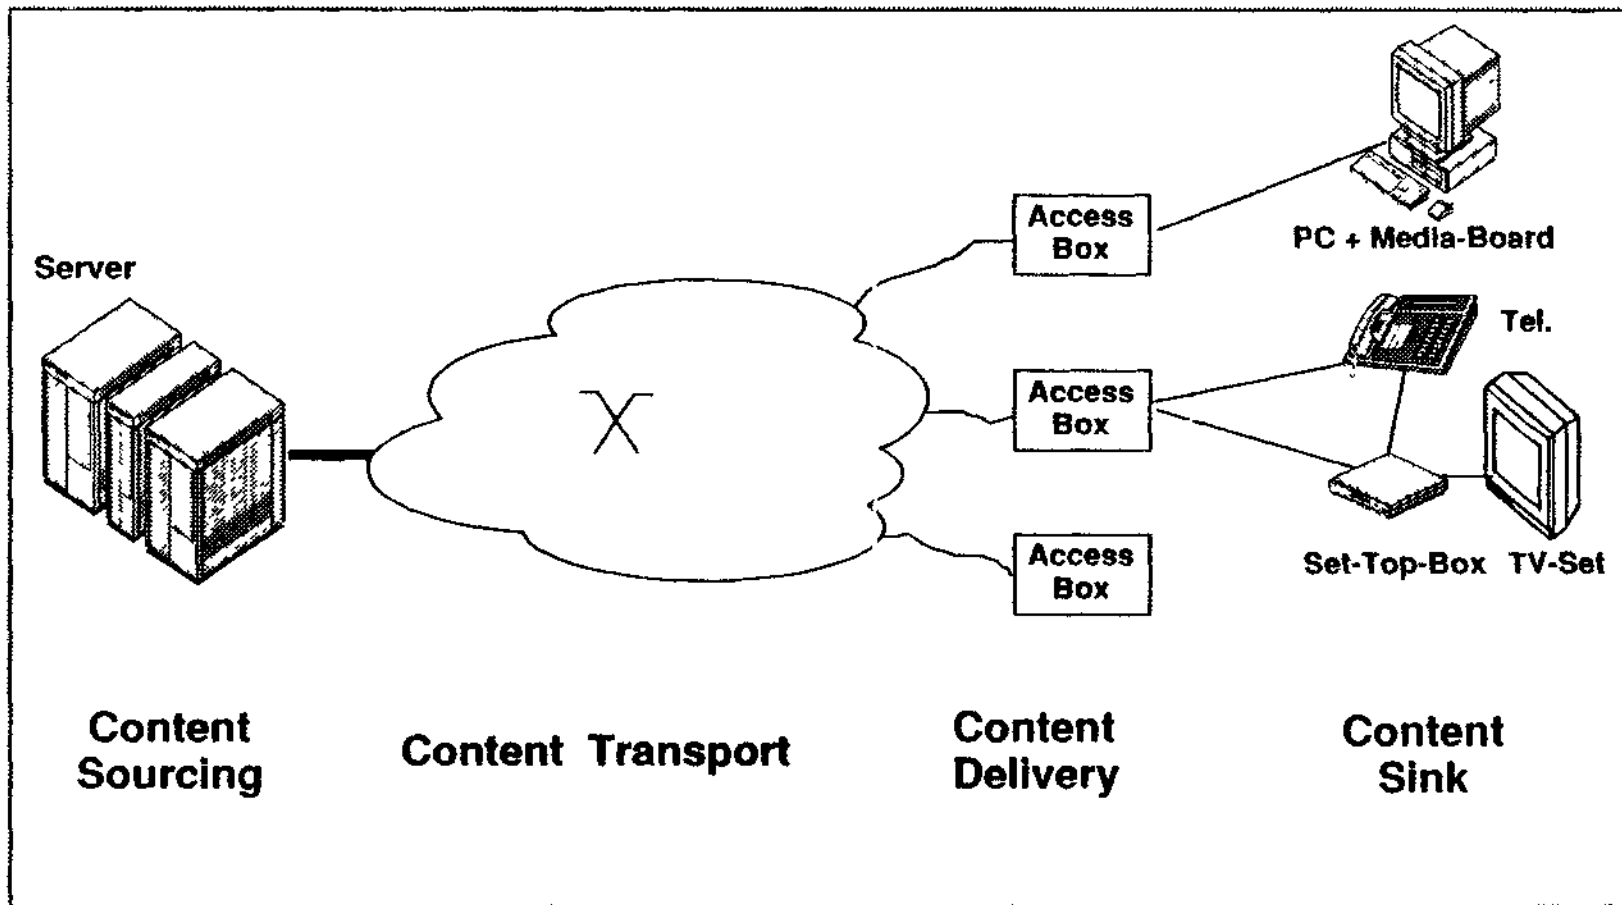 Server
Access
Box
PC + Media-Board
Access
Box
Tel.
Access
Box
Set-Top-Box TV-Set
Content
Sourcing
Content Transport
Content
Delivery
Content
Sink